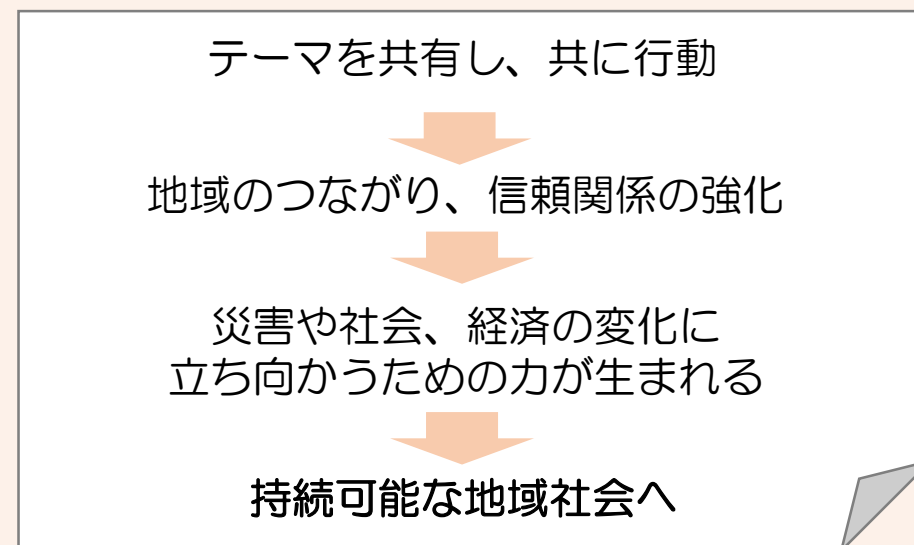 テーマを共有し、共に行動
地域のつながり、信頼関係の強化
災害や社会、経済の変化に
立ち向かうための力が生まれる
持続可能な地域社会へ